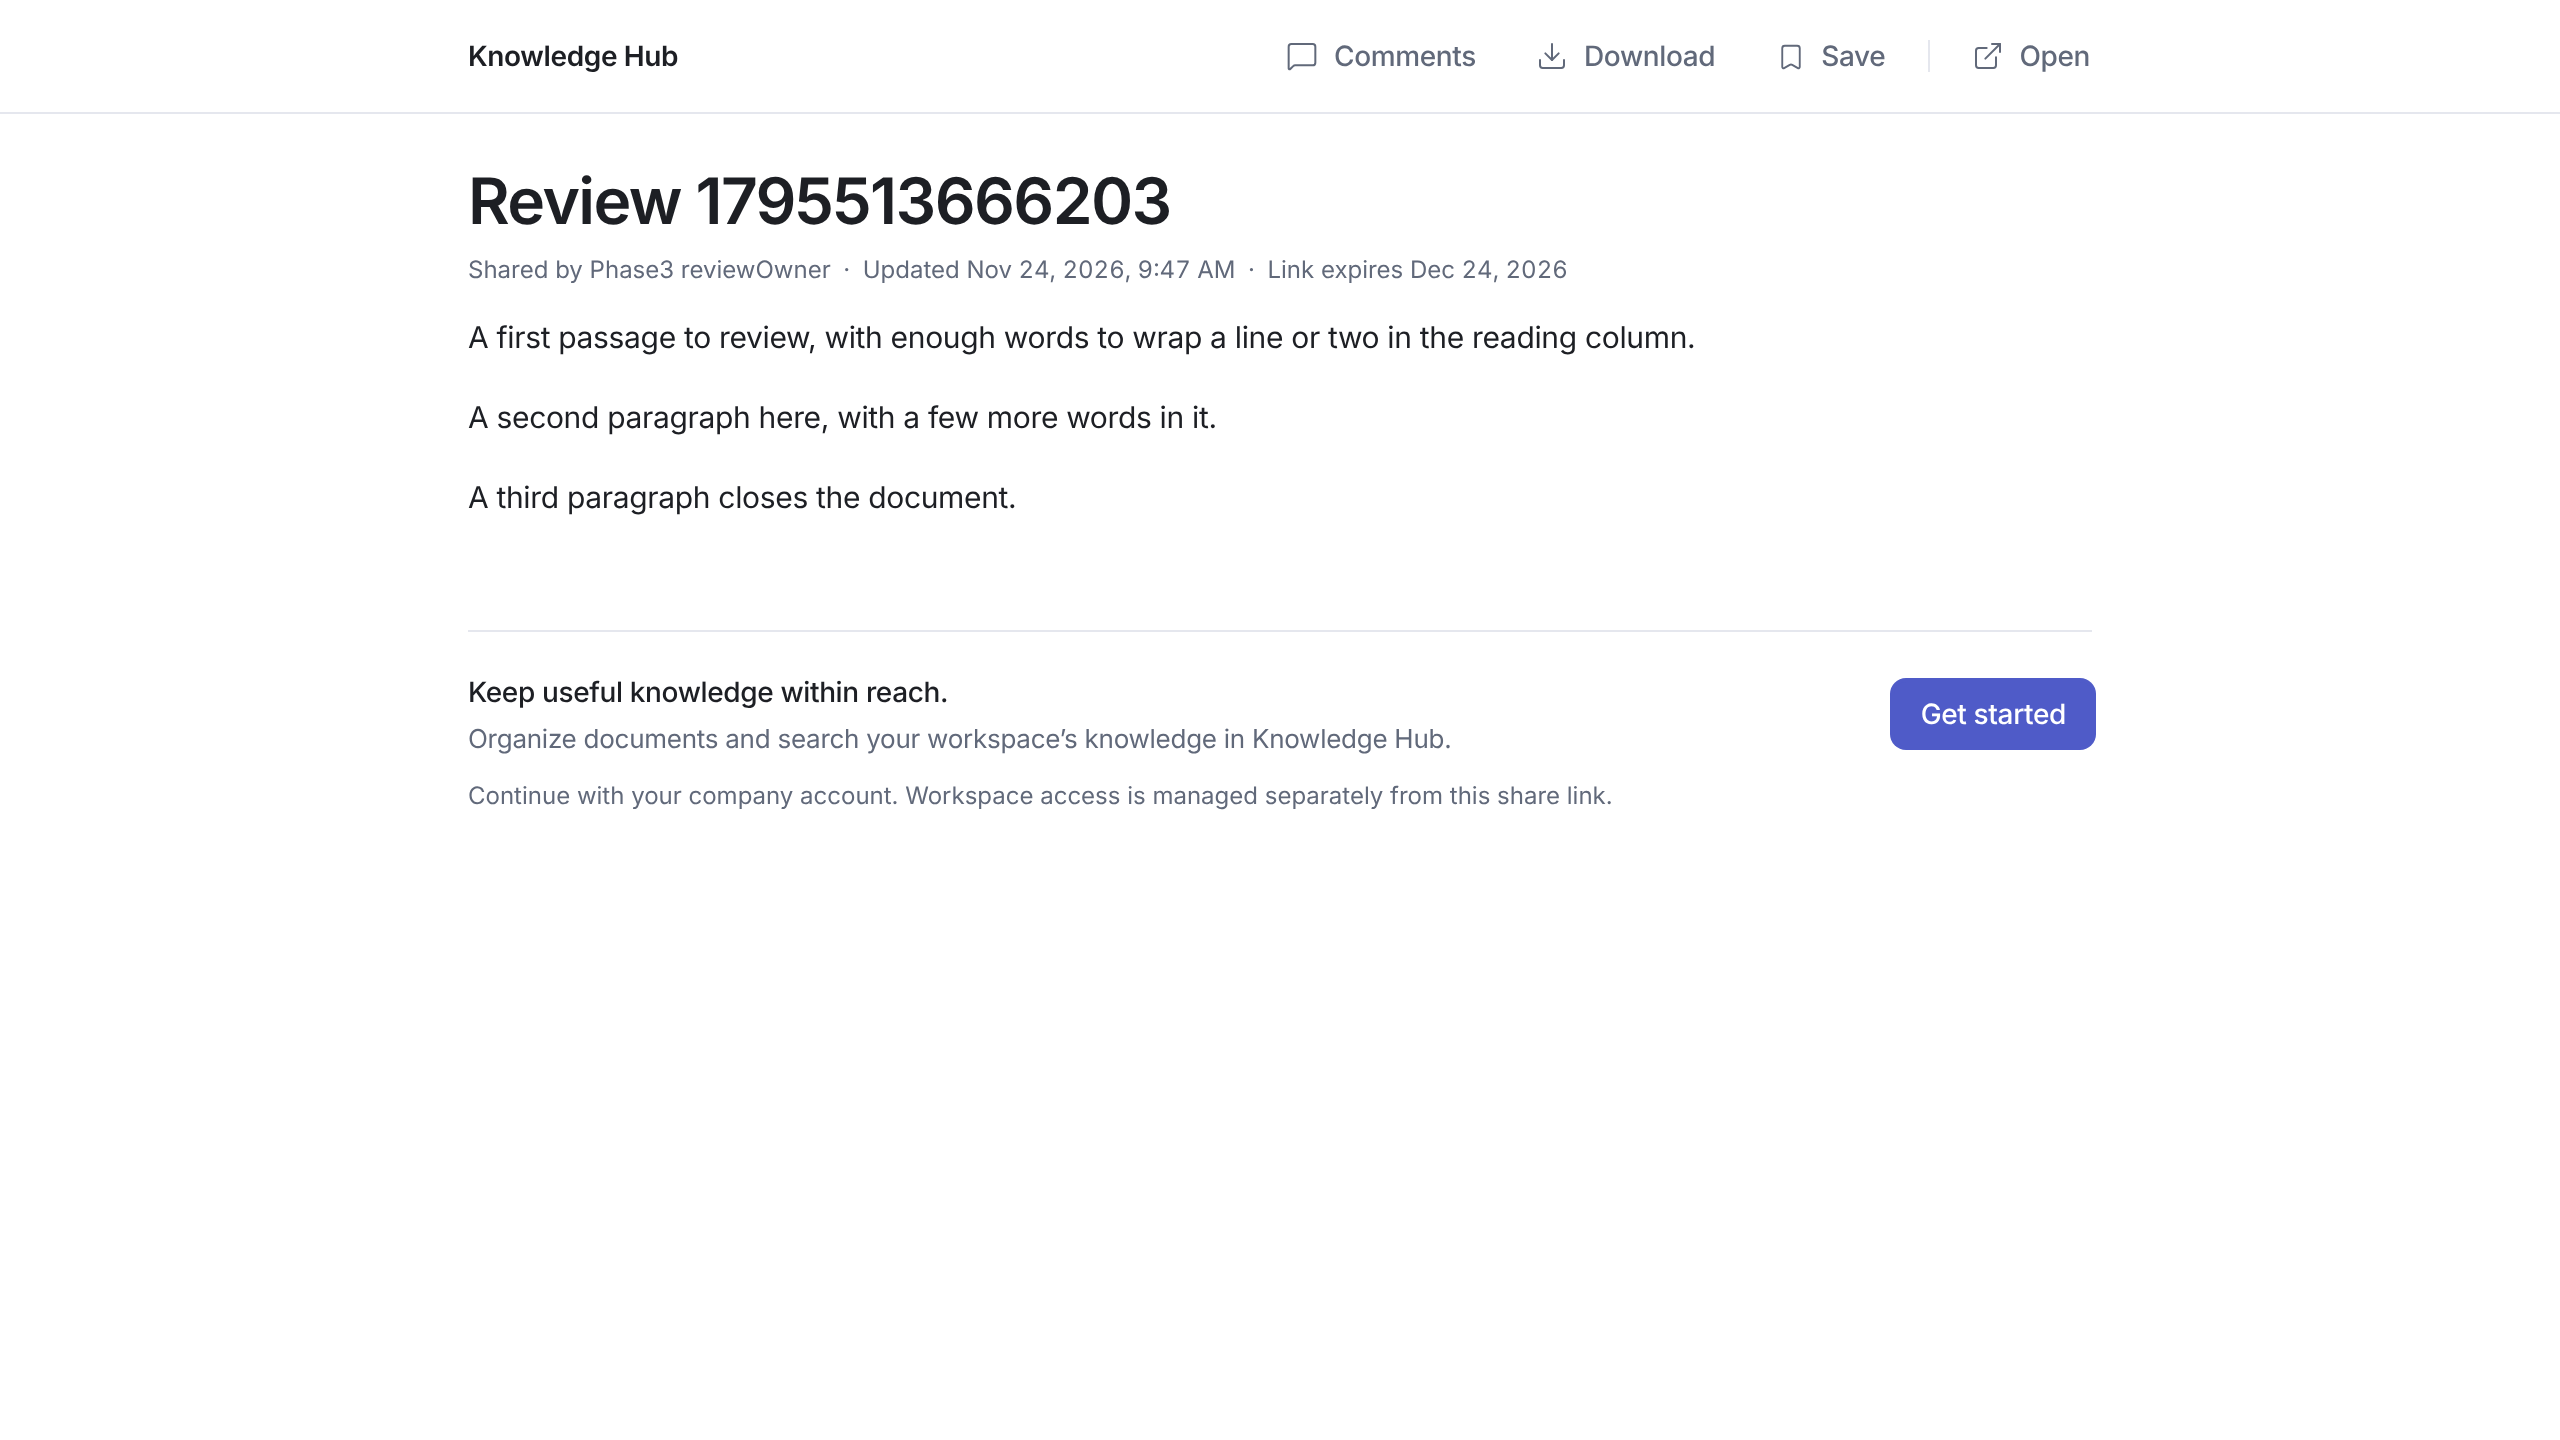 Knowledge Hub
Comments
Download
Save
Open
Review 1795513666203
Shared by Phase3 reviewOwner · Updated Nov 24, 2026, 9:47 AM · Link expires Dec 24, 2026
A first passage to review, with enough words to wrap a line or two in the reading column.
A second paragraph here, with a few more words in it.
A third paragraph closes the document.
Keep useful knowledge within reach.
Organize documents and search your workspace’s knowledge in Knowledge Hub.
Get started
Continue with your company account. Workspace access is managed separately from this share link.